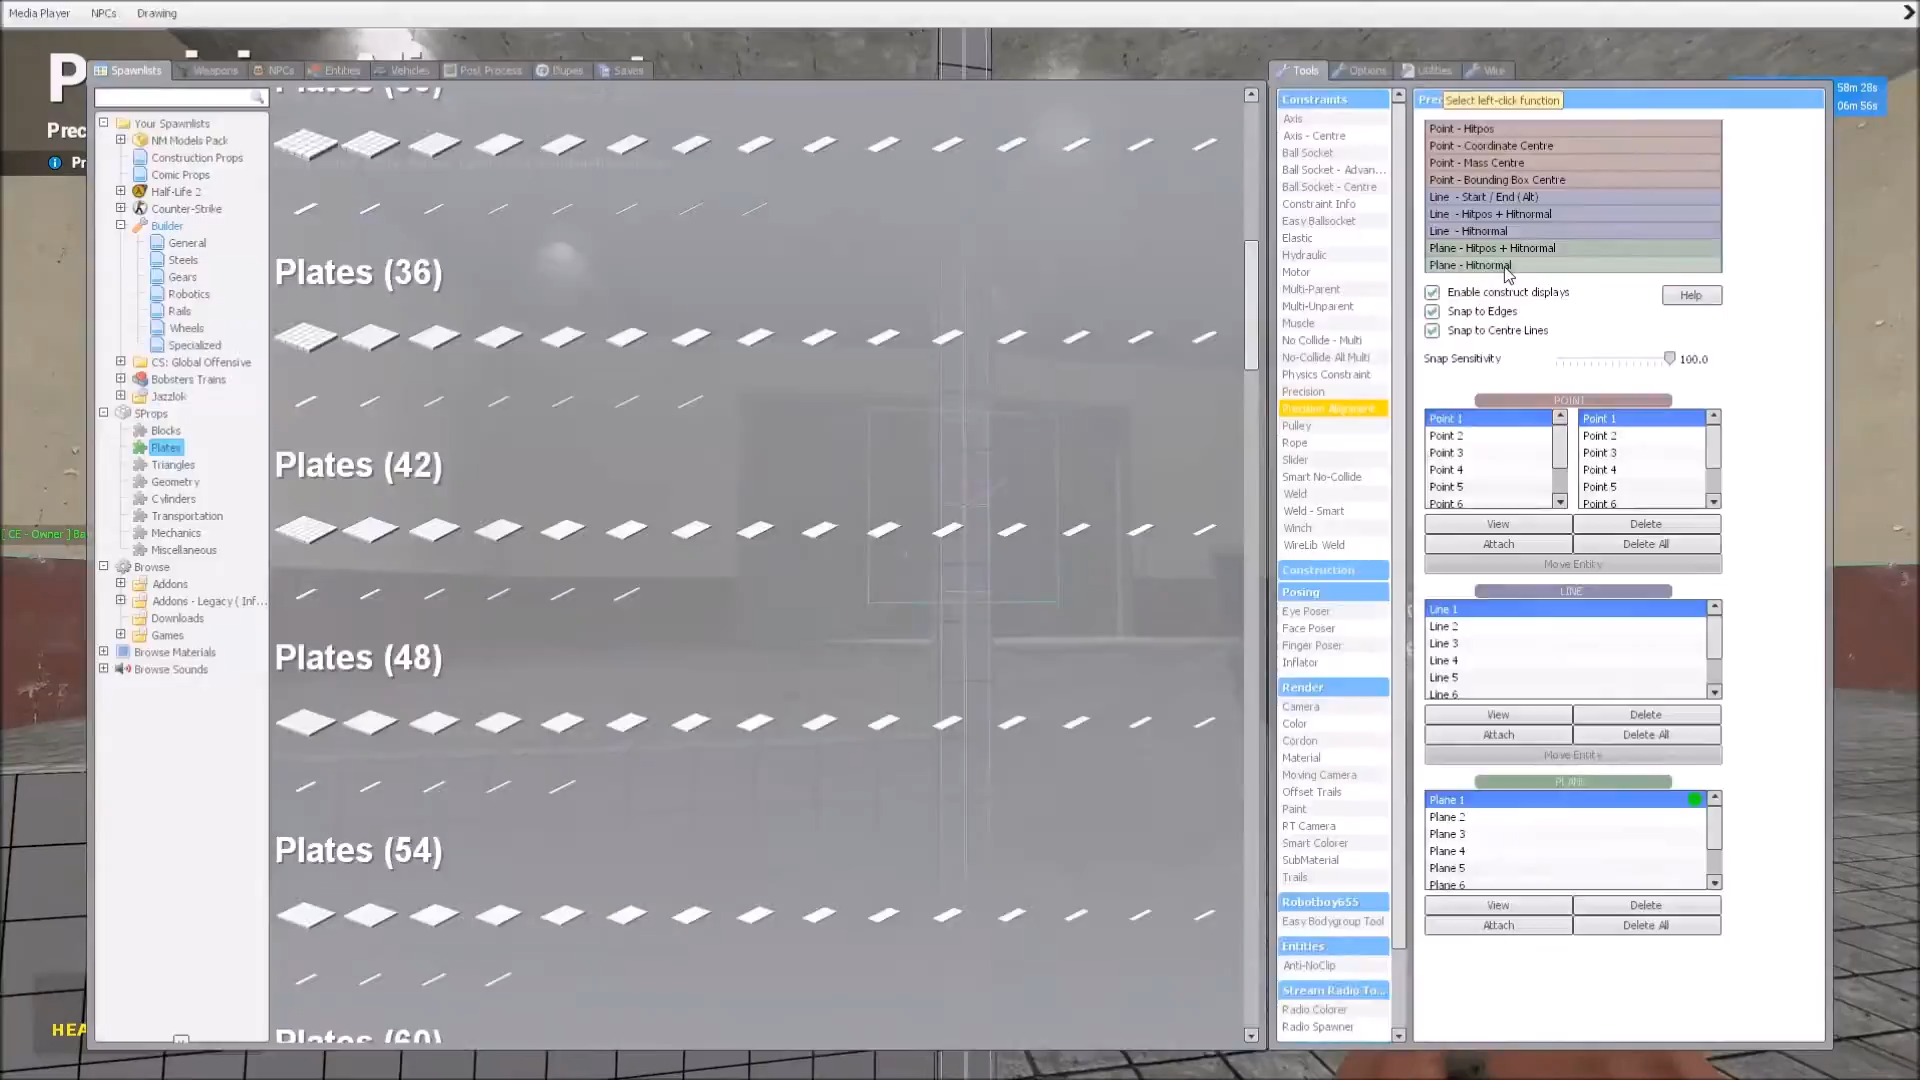 Media Player NPCs Drawing
P
Prec
Pr
Spawnlists Weapons NPCs Entities Vehicles Post Process Dupes Saves
Your Spawnlists
NM Models Pack
Construction Props
Comic Props
Half-Life 2
Counter-Strike
Builder
General
Steels
Gears
Robotics
Rails
Wheels
Specialized
CS: Global Offensive
Bobsters Trains
Jazzlok
SProps
Blocks
Plates
Triangles
Geometry
Cylinders
Transportation
Mechanics
Miscellaneous
Browse
Addons
Addons - Legacy ( Inf...
Downloads
Games
Browse Materials
Browse Sounds
[ CE - Owner ] Ba
HEA
Plates (36)
Plates (42)
Plates (48)
Plates (54)
Plates (60)
Tools Options Utilities Wire
Constraints
Axis
Axis - Centre
Ball Socket
Ball Socket - Advan...
Ball Socket - Centre
Constraint Info
Easy Ballsocket
Elastic
Hydraulic
Motor
Multi-Parent
Multi-Unparent
Muscle
No Collide - Multi
No-Collide All Multi
Physics Constraint
Precision
Precision Alignment
Pulley
Rope
Slider
Smart No-Collide
Weld
Weld - Smart
Winch
WireLib Weld
Construction
Posing
Eye Poser
Face Poser
Finger Poser
Inflator
Render
Camera
Color
Cordon
Material
Moving Camera
Offset Trails
Paint
RT Camera
Smart Colorer
SubMaterial
Trails
Robotboy655
Easy Bodygroup Tool
Entities
Anti-NoClip
Stream Radio To...
Radio Colorer
Radio Spawner
Prec
Select left-click function
Point - Hitpos
Point - Coordinate Centre
Point - Mass Centre
Point - Bounding Box Centre
Line - Start / End (Alt)
Line - Hitpos + Hitnormal
Line - Hitnormal
Plane - Hitpos + Hitnormal
Plane - Hitnormal
Enable construct displays
Help
Snap to Edges
Snap to Centre Lines
Snap Sensitivity 100.0
POINT
Point 1 Point 1
Point 2 Point 2
Point 3 Point 3
Point 4 Point 4
Point 5 Point 5
Point 6 Point 6
View Delete
Attach Delete All
Move Entity
LINE
Line 1
Line 2
Line 3
Line 4
Line 5
Line 6
View Delete
Attach Delete All
Move Entity
PLANE
Plane 1
Plane 2
Plane 3
Plane 4
Plane 5
Plane 6
View Delete
Attach Delete All
58m 28s
06m 56s